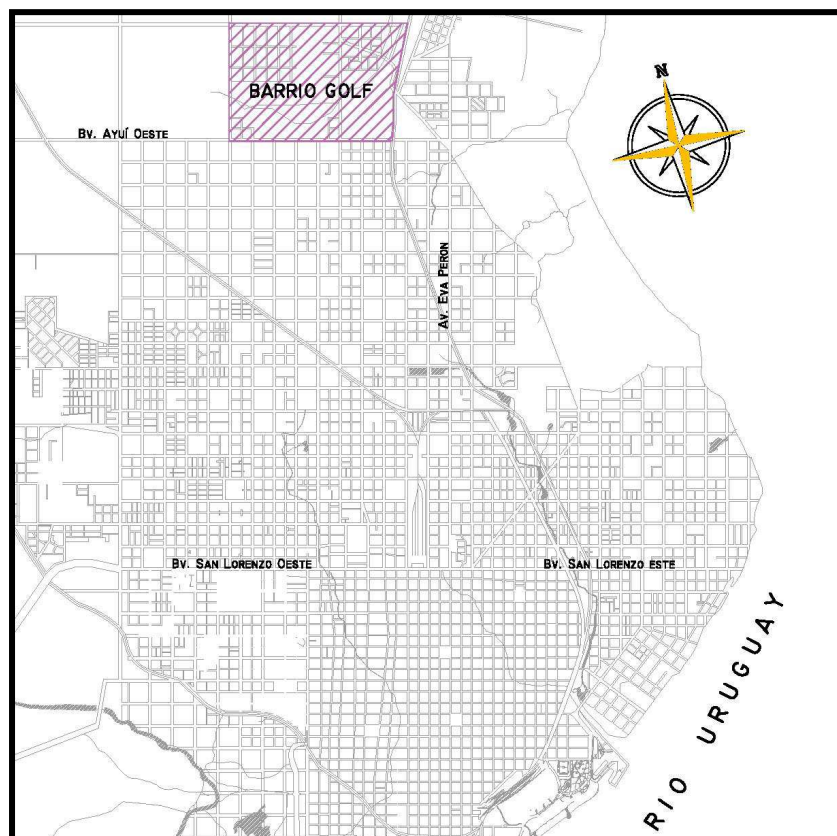 N
BARRIO GOLF
BV. AYUÍ OESTE
AV. EVA PERON
BV. SAN LORENZO OESTE
BV. SAN LORENZO ESTE
RIO URUGUAY